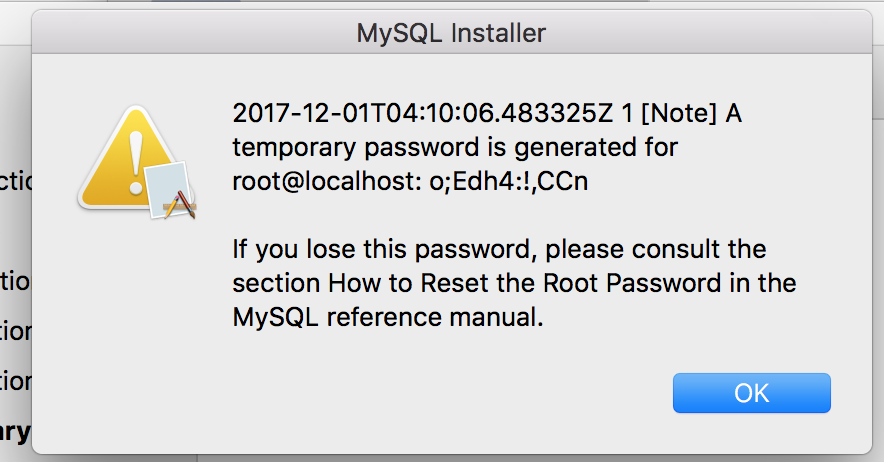 MySQL Installer
2017-12-01T04:10:06.483325Z 1 [Note] A
temporary password is generated for
root@localhost: o;Edh4:!,CCn
If you lose this password, please consult the
section How to Reset the Root Password in the
MySQL reference manual.
OK
ctio
tio
tion
tion
ary